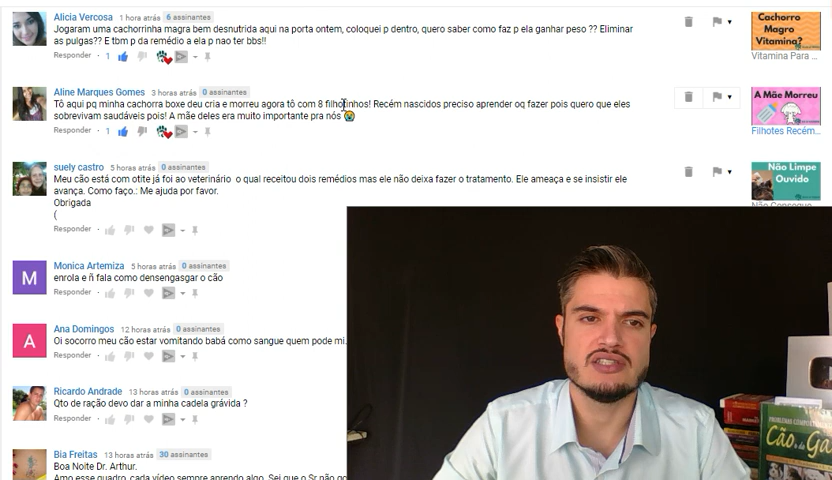 Alicia Vercosa 1 hora atrás 6 assinantes
Jogaram uma cachorrinha magra bem desnutrida aqui na porta ontem, coloquei p dentro, quero saber como faz p ela ganhar peso ?? Eliminar
as pulgas?? E tbm p da remédio a ela p nao ter bbs!!
Responder · 1
Cachorro
Magro
Vitamina?
Vitamina Para ...
Aline Marques Gomes 3 horas atrás 0 assinantes
Tô aqui pq minha cachorra boxe deu cria e morreu agora tô com 8 filhotinhos! Recém nascidos preciso aprender oq fazer pois quero que eles
sobrevivam saudáveis pois! A mãe deles era muito importante pra nós
Responder · 1
A Mãe Morreu
Filhotes Recém...
suely castro 5 horas atrás 0 assinantes
Meu cão está com otite já foi ao veterinário o qual receitou dois remédios mas ele não deixa fazer o tratamento. Ele ameaça e se insistir ele
avança. Como faço.: Me ajuda por favor.
Obrigada
(
Responder ·
Não Limpe
Ouvido
Não Consegue
M
Monica Artemiza 5 horas atrás 0 assinantes
enrola e ñ fala como densengasgar o cão
Responder ·
A
Ana Domingos 12 horas atrás 0 assinantes
Oi socorro meu cão estar vomitando babá como sangue quem pode mi.
Responder ·
Ricardo Andrade 13 horas atrás 0 assinantes
Qto de ração devo dar a minha cadela grávida ?
Responder ·
Bia Freitas 13 horas atrás 30 assinantes
Boa Noite Dr. Arthur.
Amo esse quadro, cada vídeo sempre aprendo algo. Sei que o Sr não go
Cão & Ga